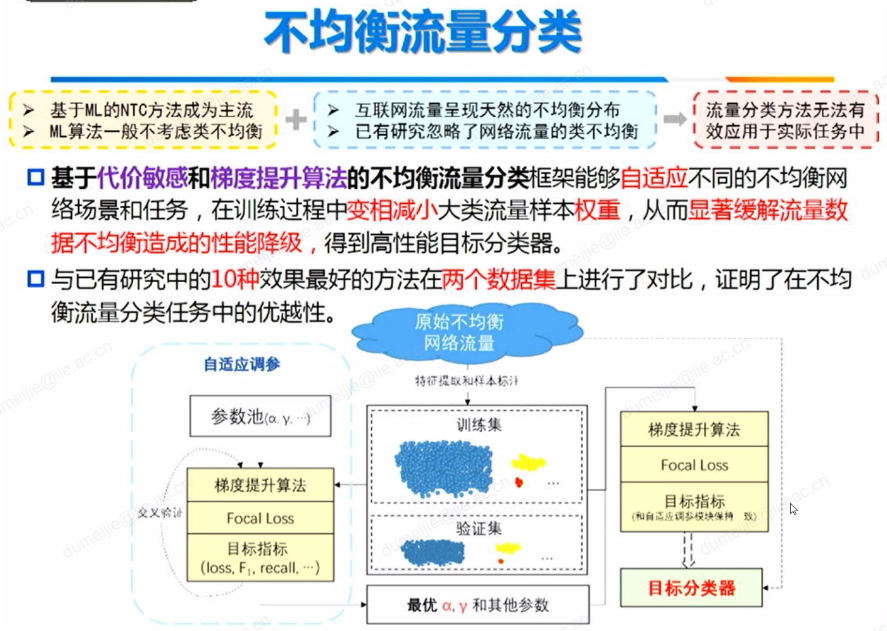 不均衡流量分类
➢ 基于ML的NTC方法成为主流
➢ ML算法一般不考虑类不均衡
➢ 互联网流量呈现天然的不均衡分布
➢ 已有研究忽略了网络流量的类不均衡
流量分类方法无法有
效应用于实际任务中
基于代价敏感和梯度提升算法的不均衡流量分类框架能够自适应不同的不均衡网
络场景和任务，在训练过程中变相减小大类流量样本权重，从而显著缓解流量数
据不均衡造成的性能降级，得到高性能目标分类器。
与已有研究中的10种效果最好的方法在两个数据集上进行了对比，证明了在不均
衡流量分类任务中的优越性。
原始不均衡
网络流量
特征提取和样本标注
自适应调参
参数池(α, γ, …)
交叉验证
梯度提升算法
Focal Loss
目标指标
(loss, F₁, recall, …)
训练集
…
验证集
…
最优 α, γ 和其他参数
梯度提升算法
Focal Loss
目标指标
(和自适应调参模块保持一致)
目标分类器
dumeijie@iie.ac.cn